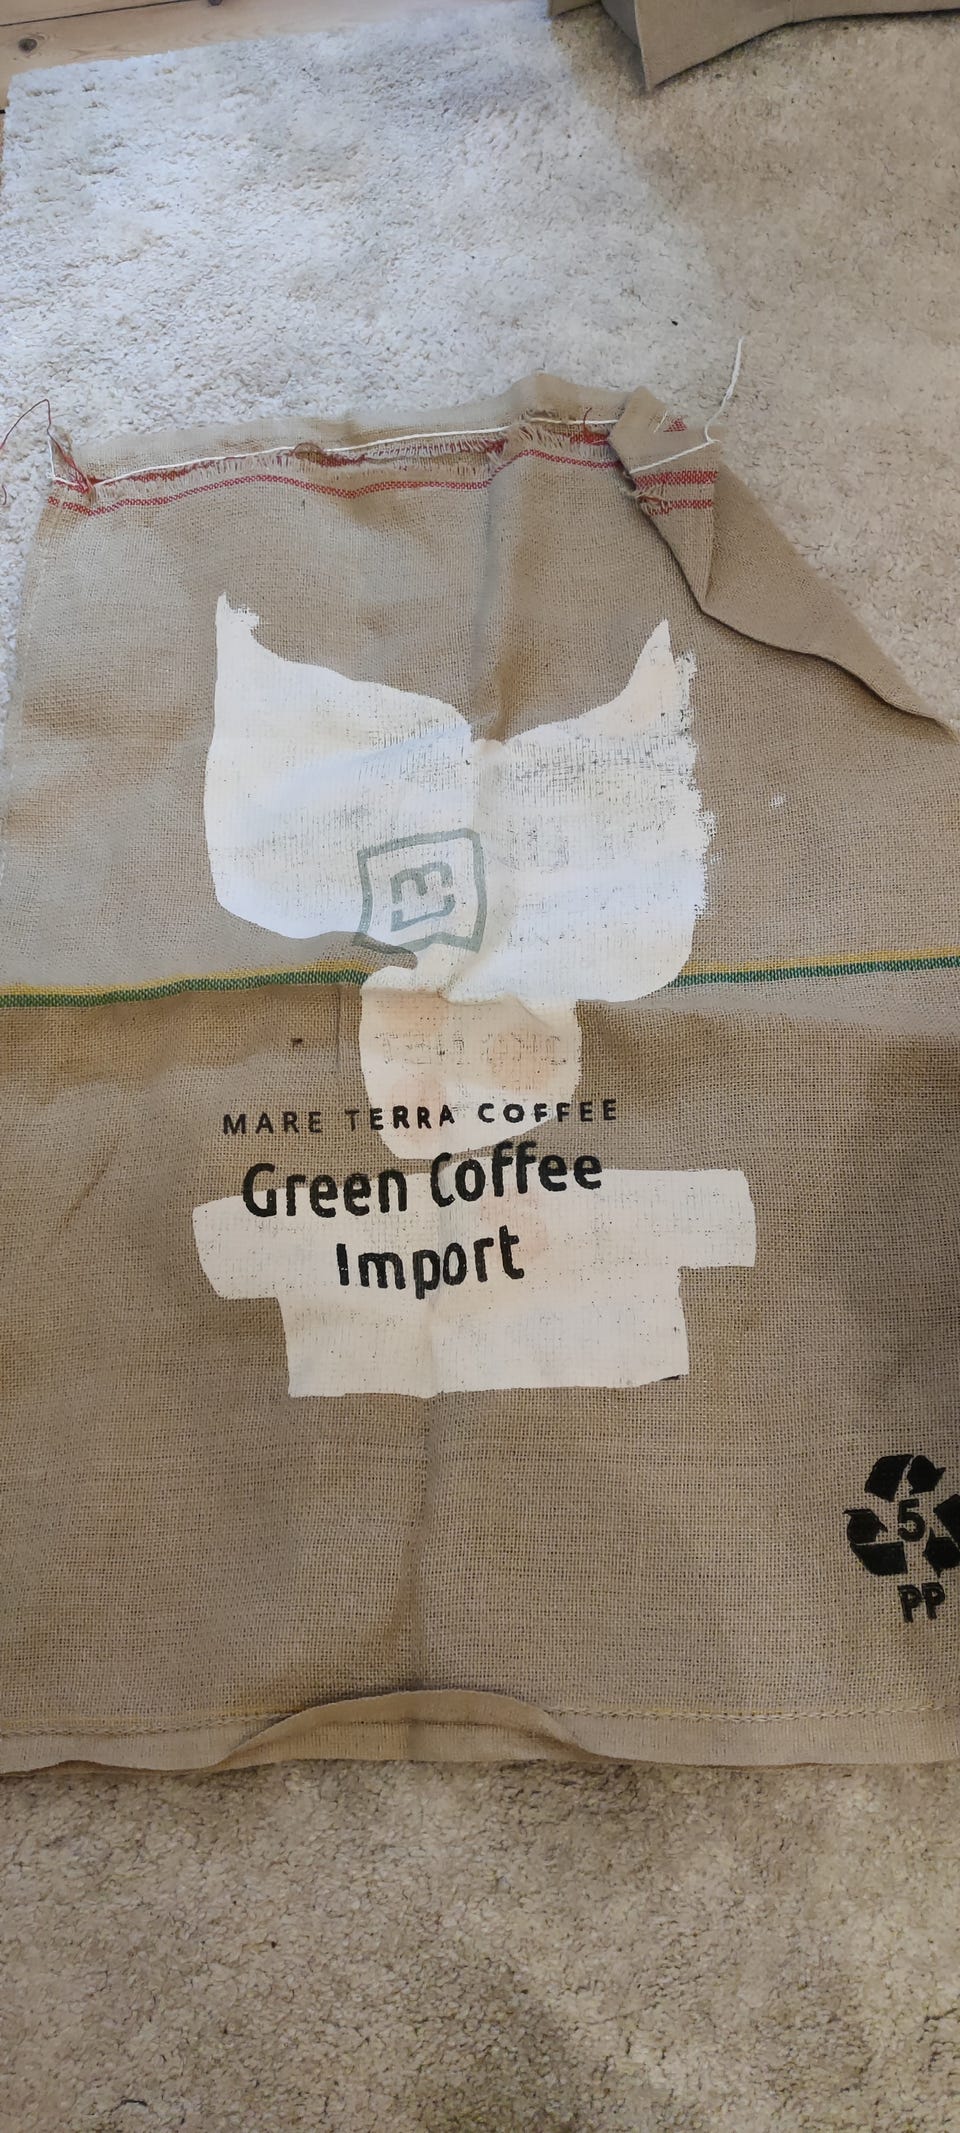 MARE TERRA COFFEE
Green Coffee
Import
5
PP